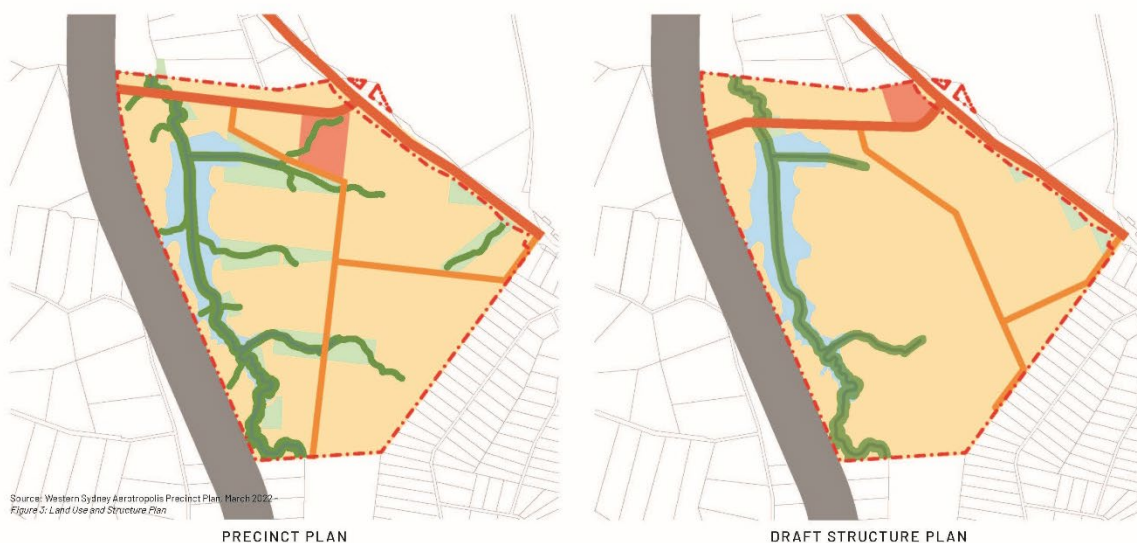 Source: Western Sydney Aerotropolis Precinct Plan, March 2022 -
Figure 3: Land Use and Structure Plan
PRECINCT PLAN
DRAFT STRUCTURE PLAN